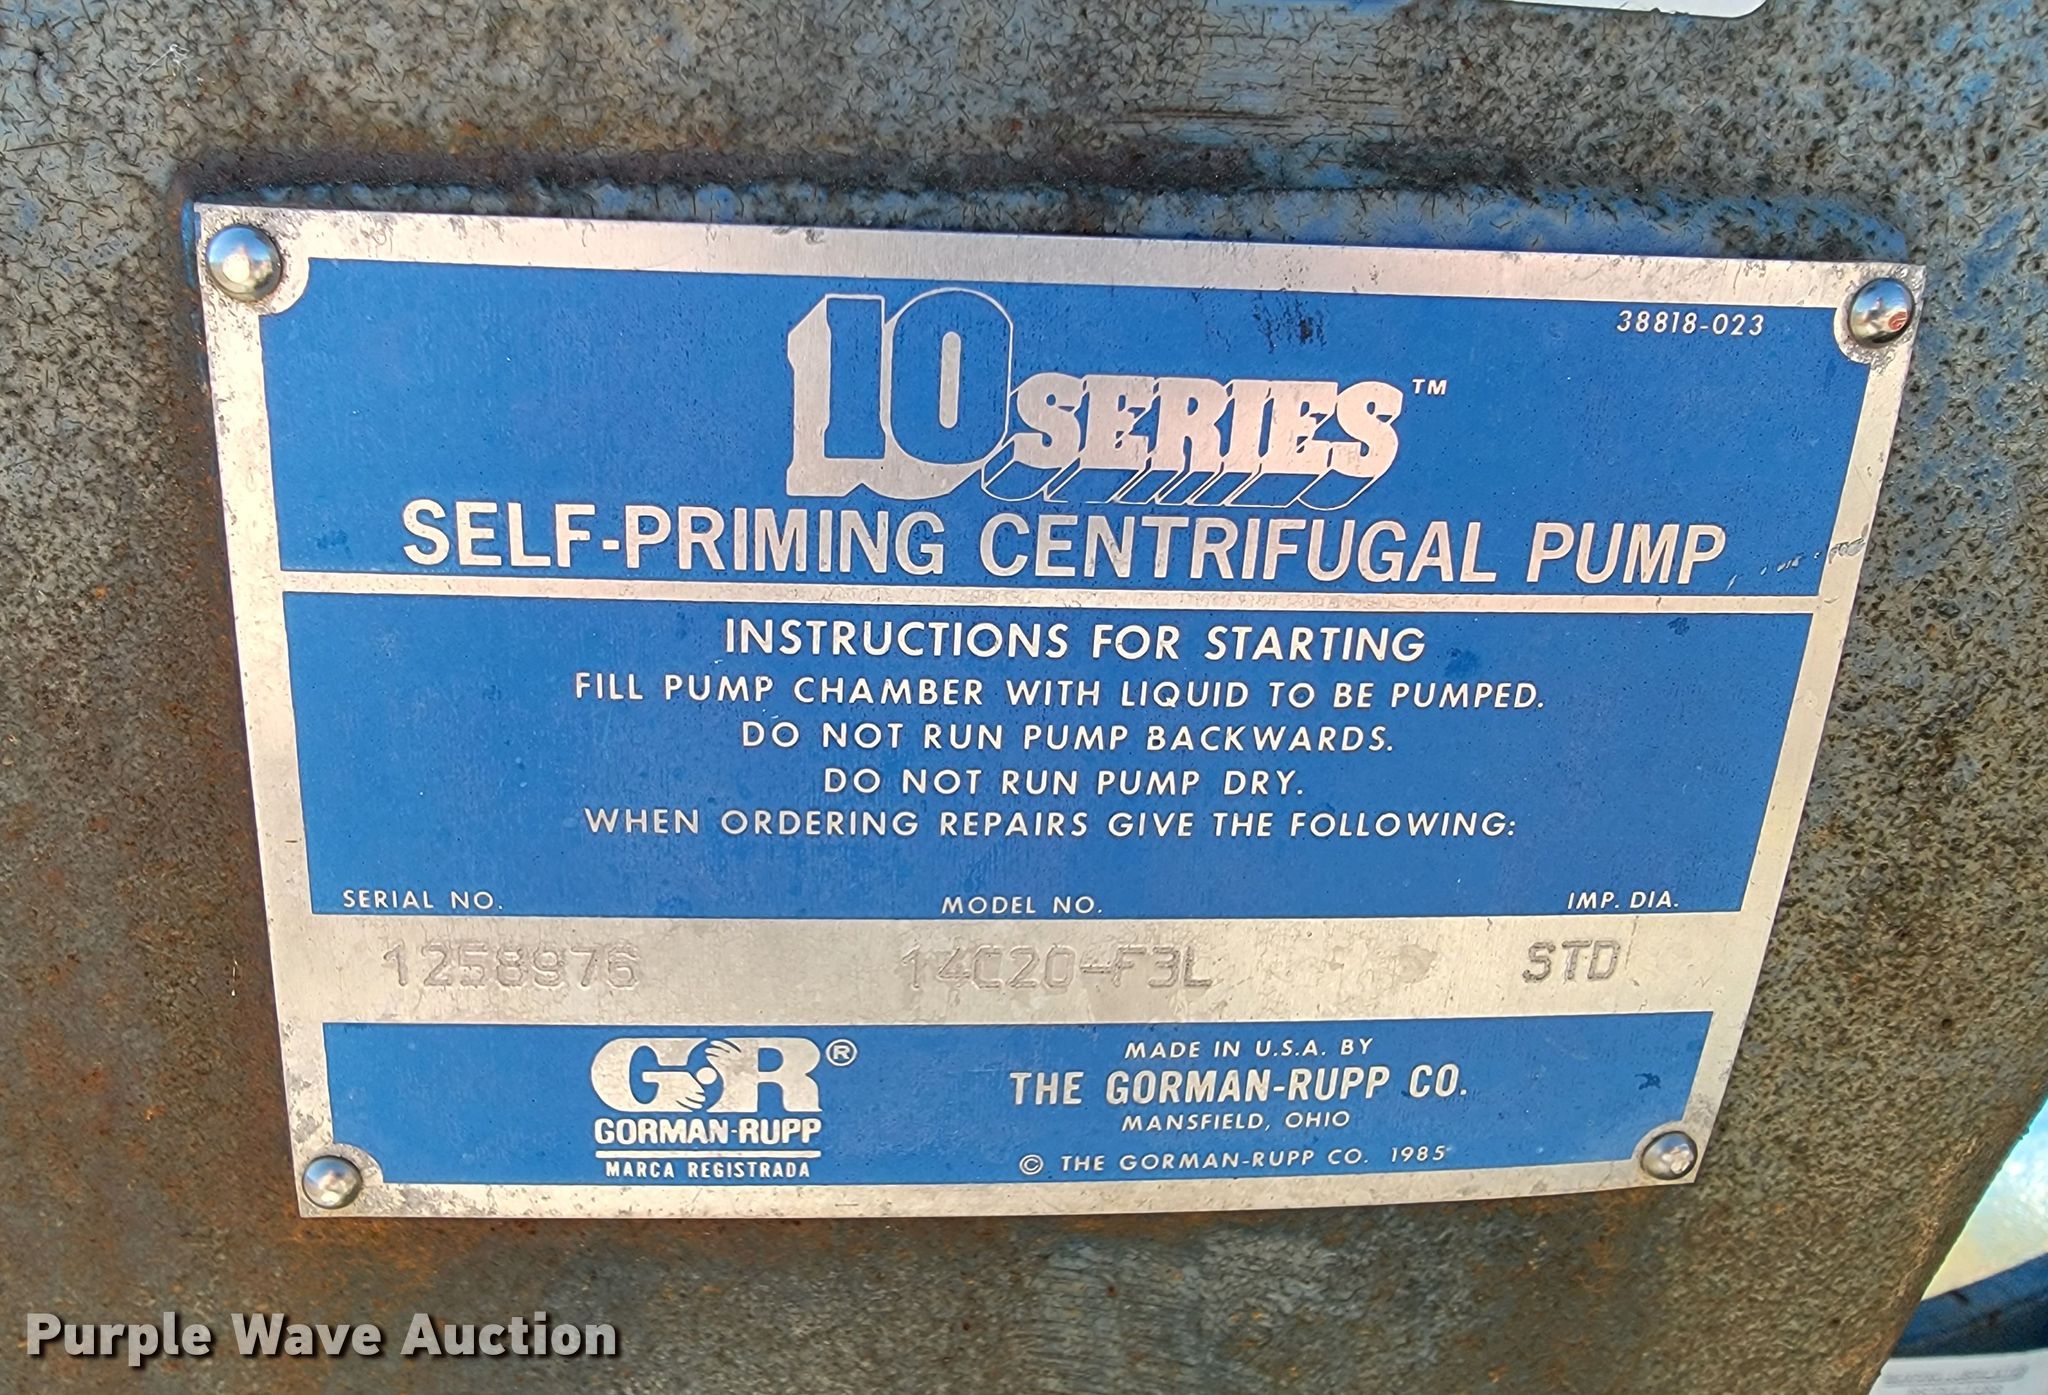 38818-023
10 SERIES™
SELF-PRIMING CENTRIFUGAL PUMP
INSTRUCTIONS FOR STARTING
FILL PUMP CHAMBER WITH LIQUID TO BE PUMPED.
DO NOT RUN PUMP BACKWARDS.
DO NOT RUN PUMP DRY.
WHEN ORDERING REPAIRS GIVE THE FOLLOWING:
SERIAL NO. MODEL NO. IMP. DIA.
1258976 14C20-F3L STD
GR®
GORMAN-RUPP
MARCA REGISTRADA
MADE IN U.S.A. BY
THE GORMAN-RUPP CO.
MANSFIELD, OHIO
© THE GORMAN-RUPP CO. 1985
Purple Wave Auction